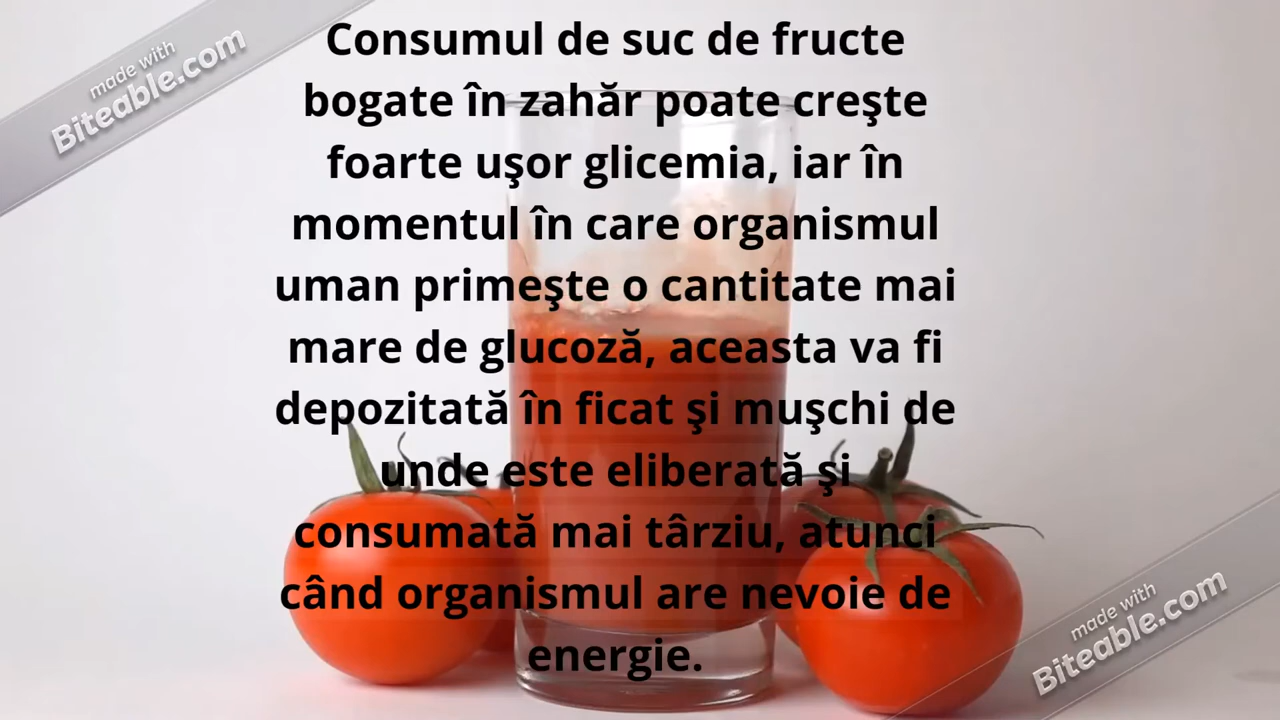 made with
Biteable.com
Consumul de suc de fructe
bogate în zahăr poate creşte
foarte uşor glicemia, iar în
momentul în care organismul
uman primeşte o cantitate mai
mare de glucoză, aceasta va fi
depozitată în ficat şi muşchi de
unde este eliberată şi
consumată mai târziu, atunci
când organismul are nevoie de
energie.
made with
Biteable.com